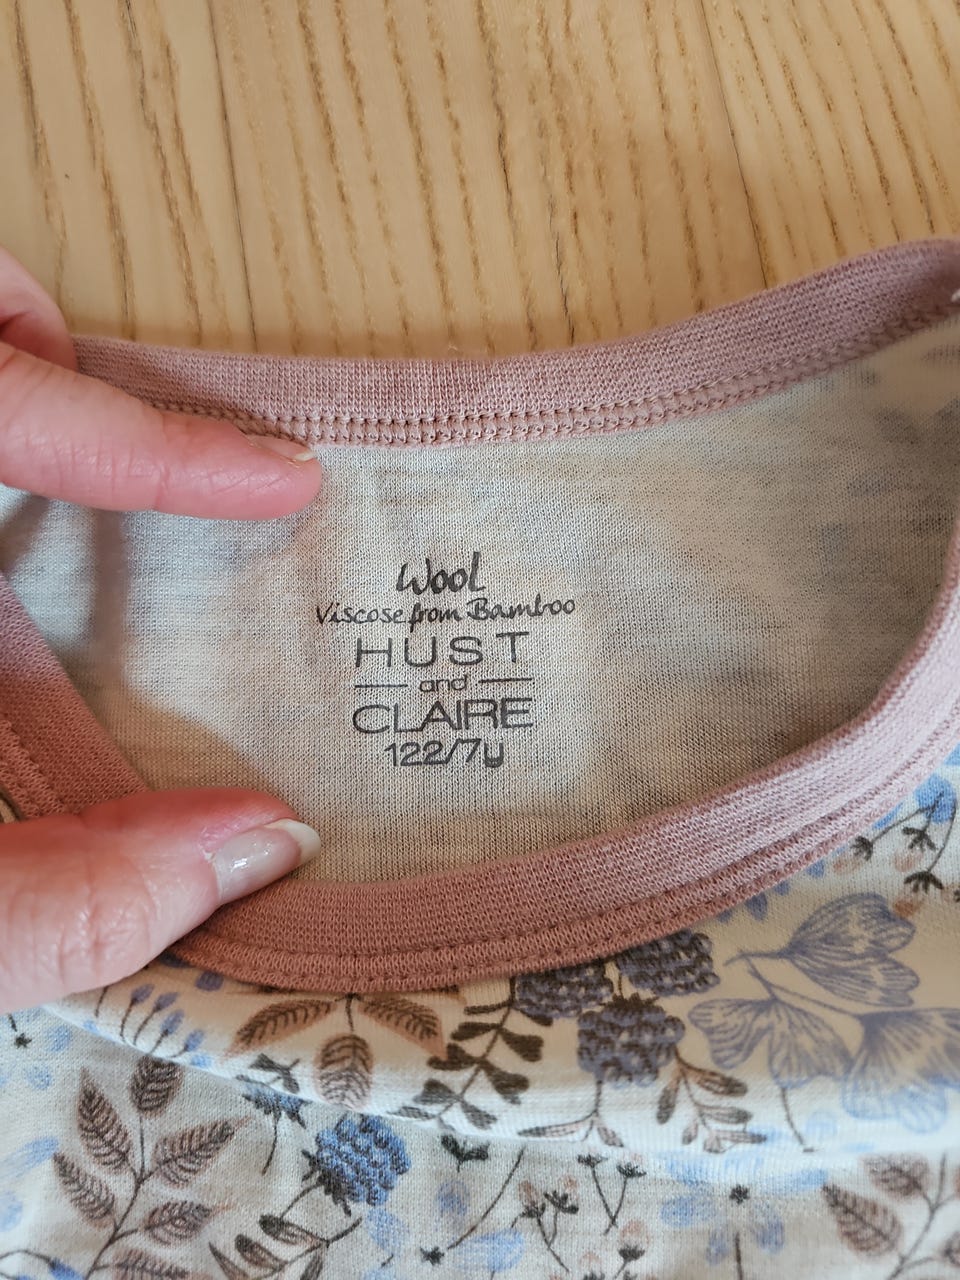 Wool
Viscose from Bamboo
HUST
and
CLAIRE
122/7y